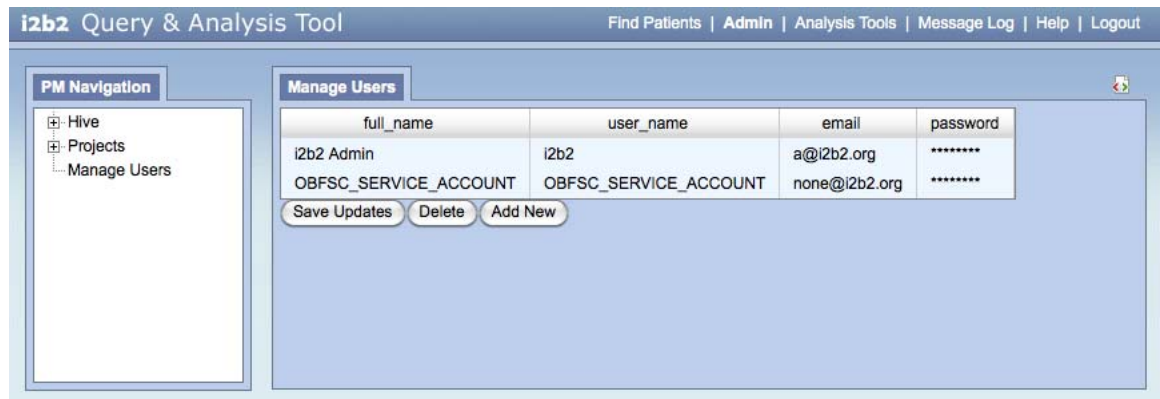 i2b2 Query & Analysis Tool
Find Patients | Admin | Analysis Tools | Message Log | Help | Logout
PM Navigation
Hive
Projects
Manage Users
Manage Users
full_name user_name email password
i2b2 Admin i2b2 a@i2b2.org ********
OBFSC_SERVICE_ACCOUNT OBFSC_SERVICE_ACCOUNT none@i2b2.org ********
Save Updates Delete Add New